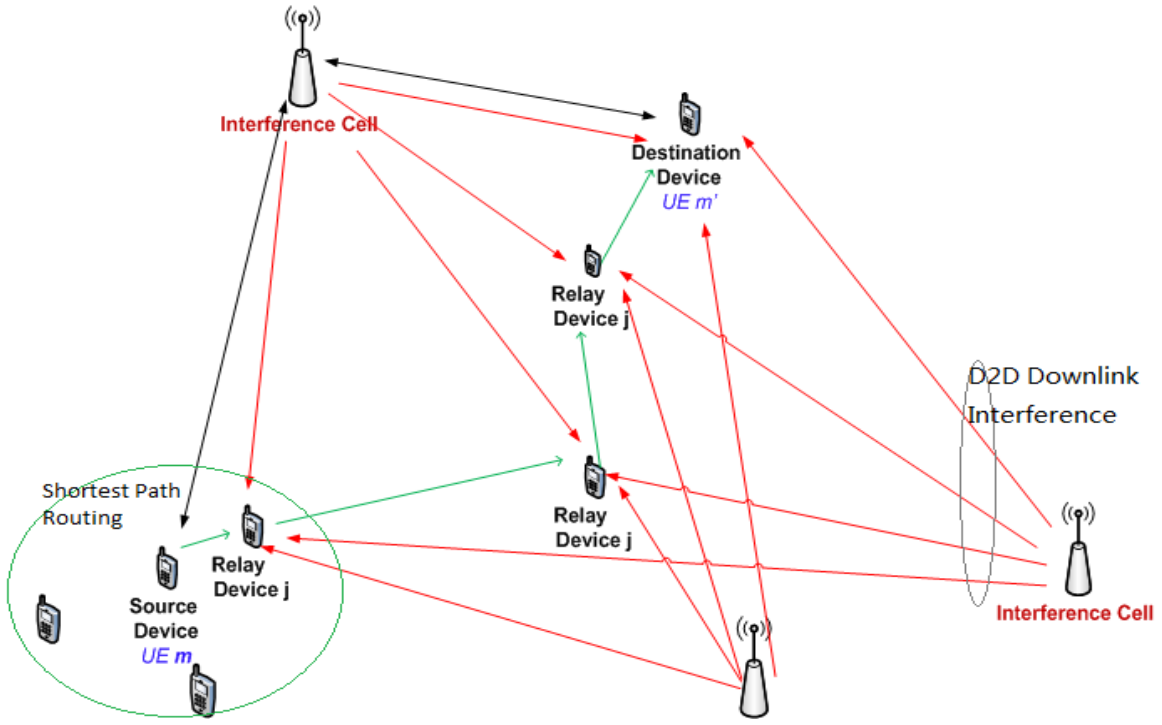 Interference Cell
Destination
Device
UE m'
Relay
Device j
D2D Downlink
Interference
Shortest Path
Routing
Relay
Device j
Relay
Device j
Source
Device
UE m
Interference Cell